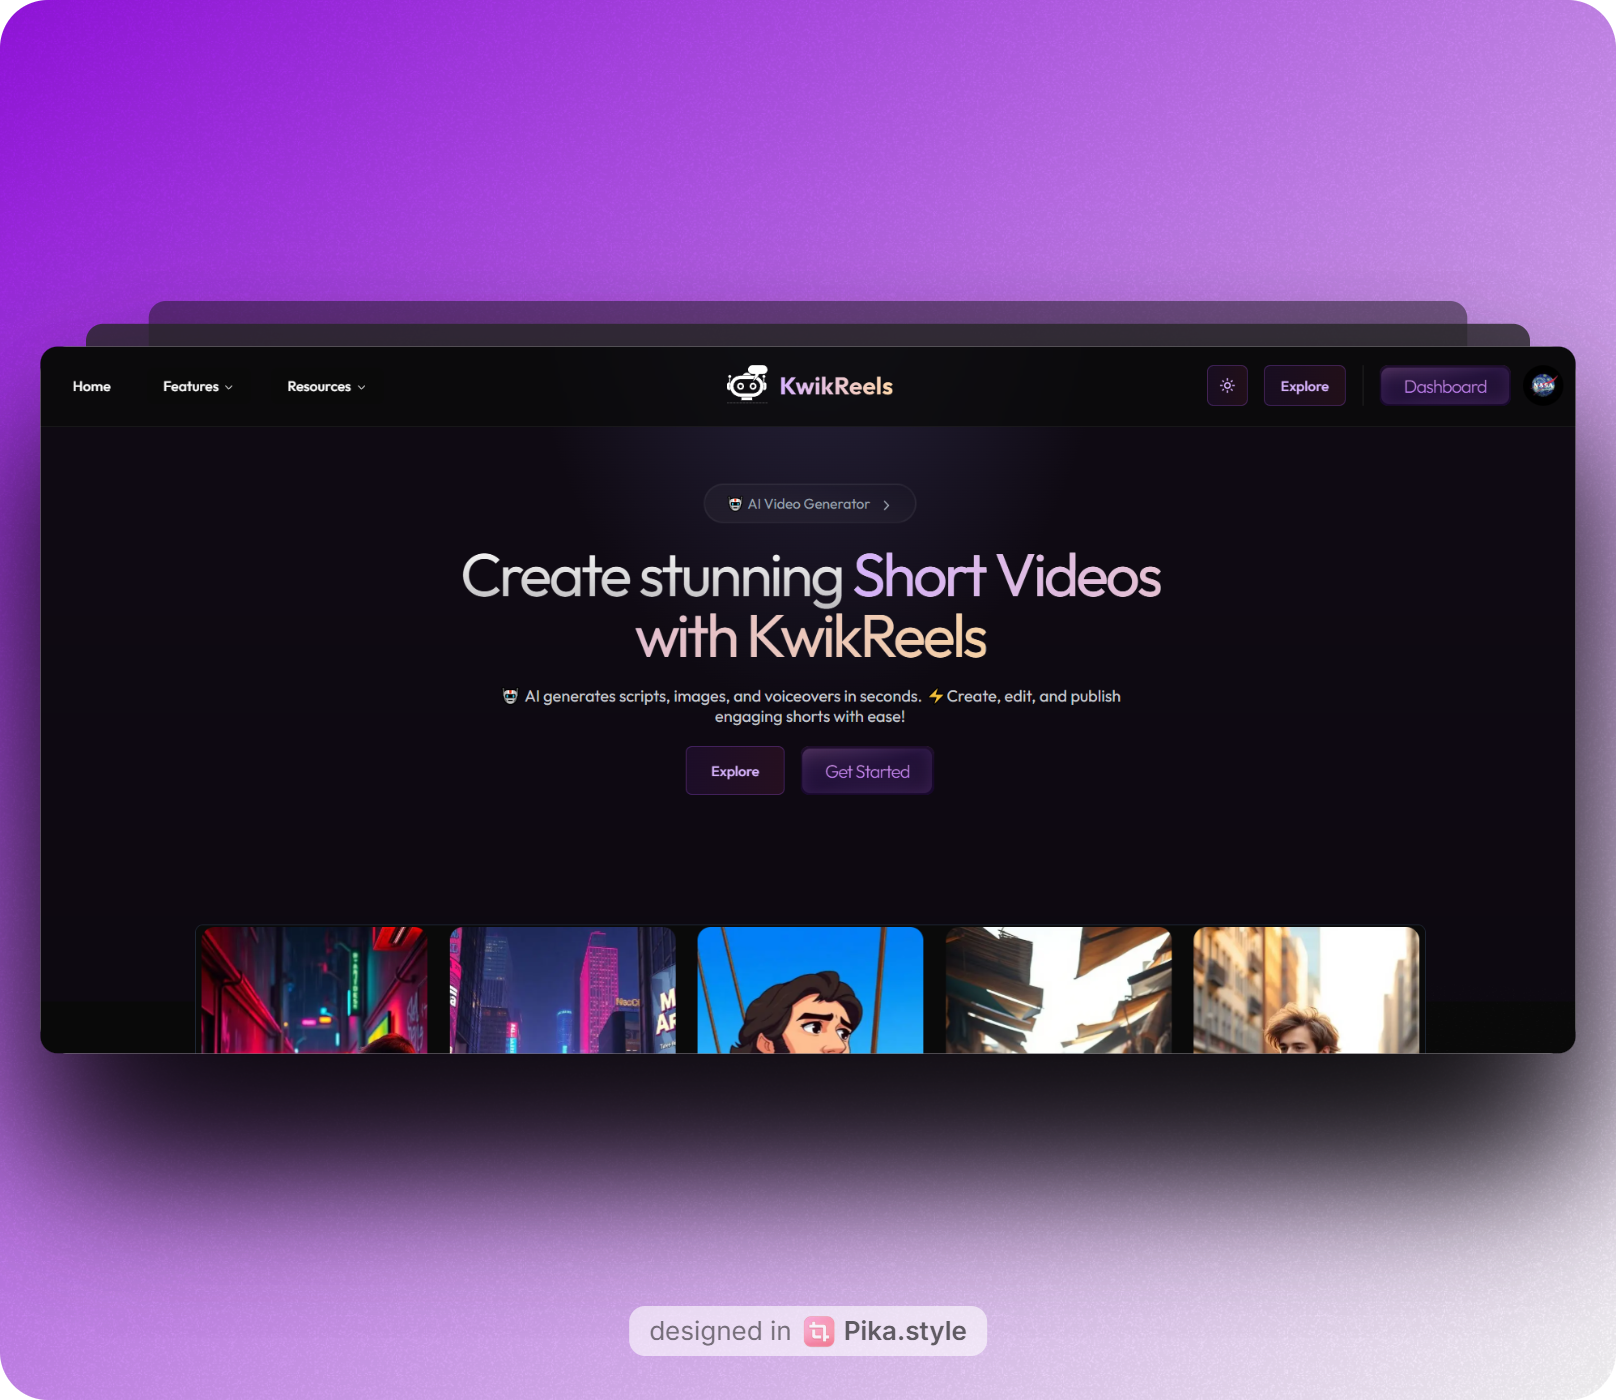 Home
Features
Resources
KwikReels
Explore
Dashboard
NASA
AI Video Generator
Create stunning Short Videos
with KwikReels
AI generates scripts, images, and voiceovers in seconds. ⚡Create, edit, and publish
engaging shorts with ease!
Explore
Get Started
designed in Pika.style